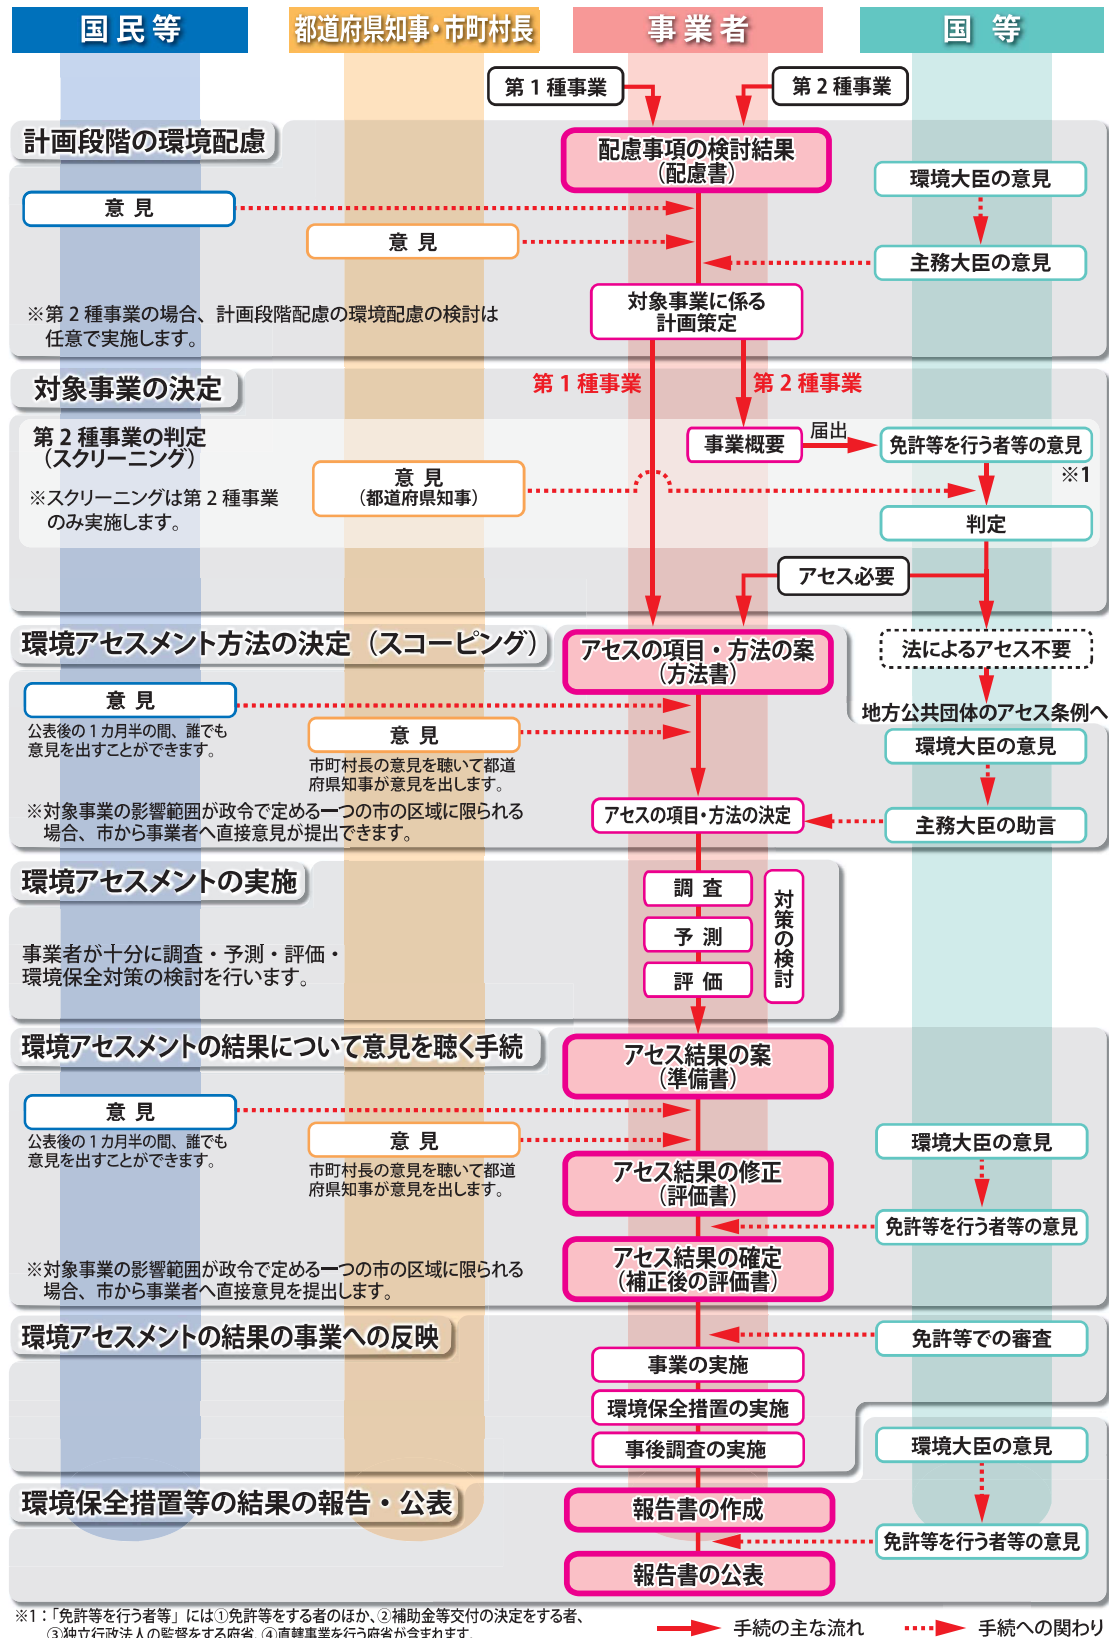 国民等
都道府県知事・市町村長
事業者
国 等
第1種事業
第2種事業
計画段階の環境配慮
配慮事項の検討結果
（配慮書）
環境大臣の意見
意 見
意 見
主務大臣の意見
対象事業に係る
計画策定
※第2種事業の場合、計画段階配慮の環境配慮の検討は
任意で実施します。
対象事業の決定
第1種事業
第2種事業
第2種事業の判定
（スクリーニング）
事業概要
届出
免許等を行う者等の意見
※1
意 見
（都道府県知事）
※スクリーニングは第2種事業
のみ実施します。
判定
アセス必要
環境アセスメント方法の決定（スコーピング）
アセスの項目・方法の案
（方法書）
法によるアセス不要
意 見
公表後の1カ月半の間、誰でも
意見を出すことができます。
地方公共団体のアセス条例へ
意 見
市町村長の意見を聴いて都道
府県知事が意見を出します。
環境大臣の意見
※対象事業の影響範囲が政令で定める一つの市の区域に限られる
場合、市から事業者へ直接意見が提出できます。
アセスの項目・方法の決定
主務大臣の助言
環境アセスメントの実施
調 査
予 測
評 価
対策の検討
事業者が十分に調査・予測・評価・
環境保全対策の検討を行います。
環境アセスメントの結果について意見を聴く手続
アセス結果の案
（準備書）
意 見
公表後の1カ月半の間、誰でも
意見を出すことができます。
意 見
市町村長の意見を聴いて都道
府県知事が意見を出します。
環境大臣の意見
アセス結果の修正
（評価書）
免許等を行う者等の意見
アセス結果の確定
（補正後の評価書）
※対象事業の影響範囲が政令で定める一つの市の区域に限られる
場合、市から事業者へ直接意見を提出します。
環境アセスメントの結果の事業への反映
免許等での審査
事業の実施
環境保全措置の実施
事後調査の実施
環境大臣の意見
環境保全措置等の結果の報告・公表
報告書の作成
免許等を行う者等の意見
報告書の公表
※1：「免許等を行う者等」には①免許等をする者のほか、②補助金等交付の決定をする者、
③独立行政法人の監督をする府省、④直轄事業を行う府省が含まれます。
手続の主な流れ
手続への関わり